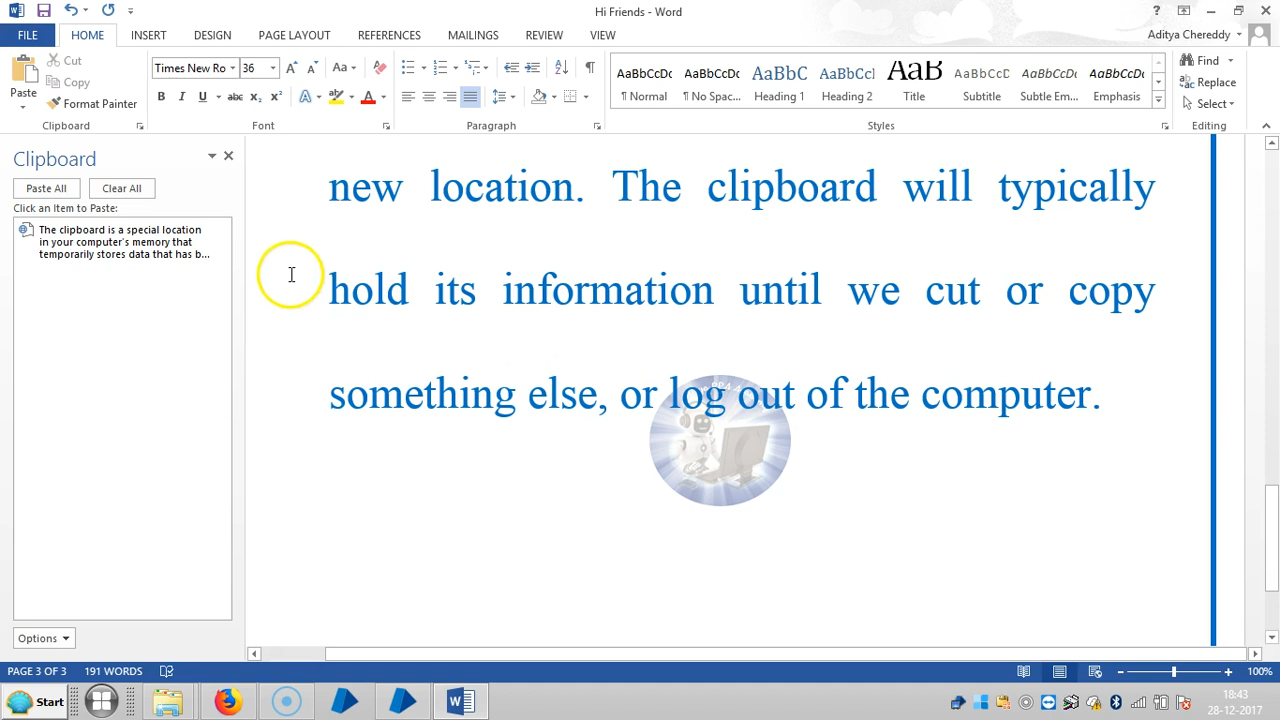 Hi Friends - Word
Aditya Chereddy
FILE HOME INSERT DESIGN PAGE LAYOUT REFERENCES MAILINGS REVIEW VIEW
Cut
Copy
Format Painter
Paste
Clipboard
Times New Ro 36
Font
Paragraph
AaBbCcDc AaBbCcDc AaBbC AaBbCcI AaB AaBbCcD AaBbCcDc AaBbCcDc
¶ Normal ¶ No Spac... Heading 1 Heading 2 Title Subtitle Subtle Em... Emphasis
Styles
Find
Replace
Select
Editing
Clipboard
Paste All Clear All
Click an Item to Paste:
The clipboard is a special location
in your computer's memory that
temporarily stores data that has b...
Options
new location. The clipboard will typically
hold its information until we cut or copy
something else, or log out of the computer.
PAGE 3 OF 3 191 WORDS
100%
Start
18:43
28-12-2017